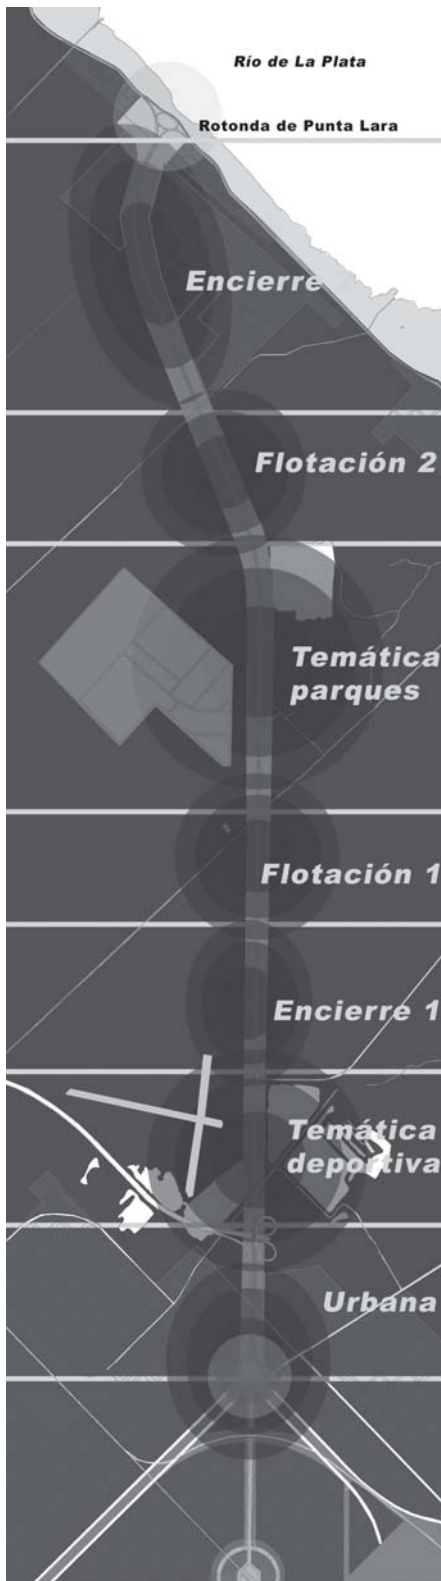 Río de La Plata
Rotonda de Punta Lara
Encierre 2
Flotación 2
Temática
parques
Flotación 1
Encierre 1
Temática
deportiva
Urbana